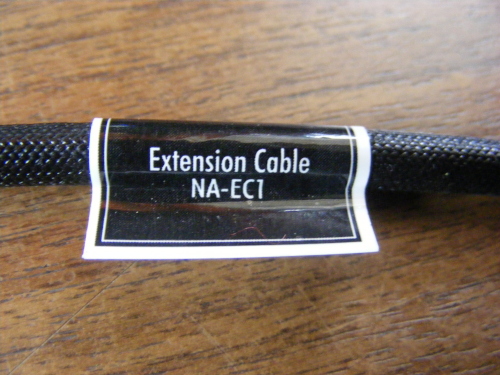 Extension Cable
NA-EC1